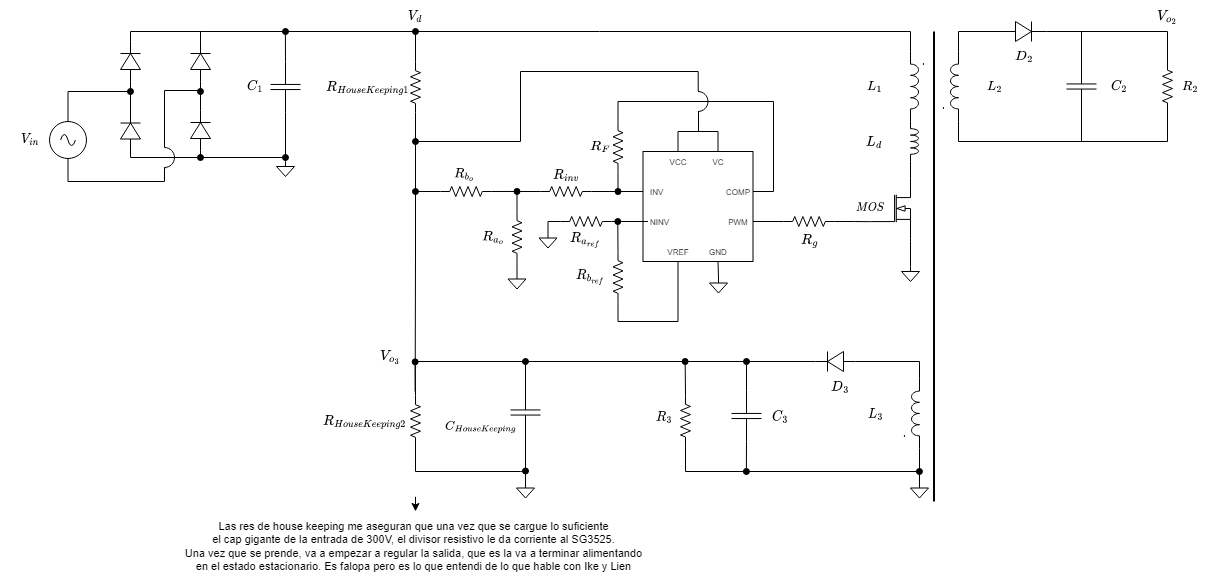 V_d
V_{o_2}
D_2
C_1
R_{HouseKeeping1}
L_1
L_2
C_2
R_2
V_{in}
R_F
L_d
VCC
VC
R_{b_o}
R_{inv}
INV
COMP
MOS
NINV
PWM
R_{a_o}
R_{a_{ref}}
R_g
VREF
GND
R_{b_{ref}}
V_{o_3}
D_3
R_{HouseKeeping2}
C_{HouseKeeping}
R_3
C_3
L_3
Las res de house keeping me aseguran que una vez que se cargue lo suficiente
el cap gigante de la entrada de 300V, el divisor resistivo le da corriente al SG3525.
Una vez que se prende, va a empezar a regular la salida, que es la va a terminar alimentando
en el estado estacionario. Es falopa pero es lo que entendi de lo que hable con Ike y Lien